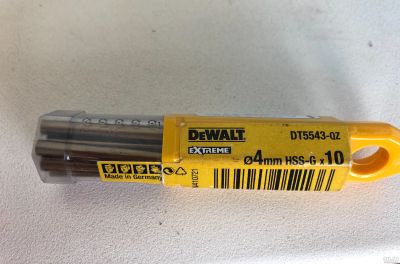 DEWALT
DT5543-QZ
EXTREME
ø4mm HSS-G x10
Made in Germany